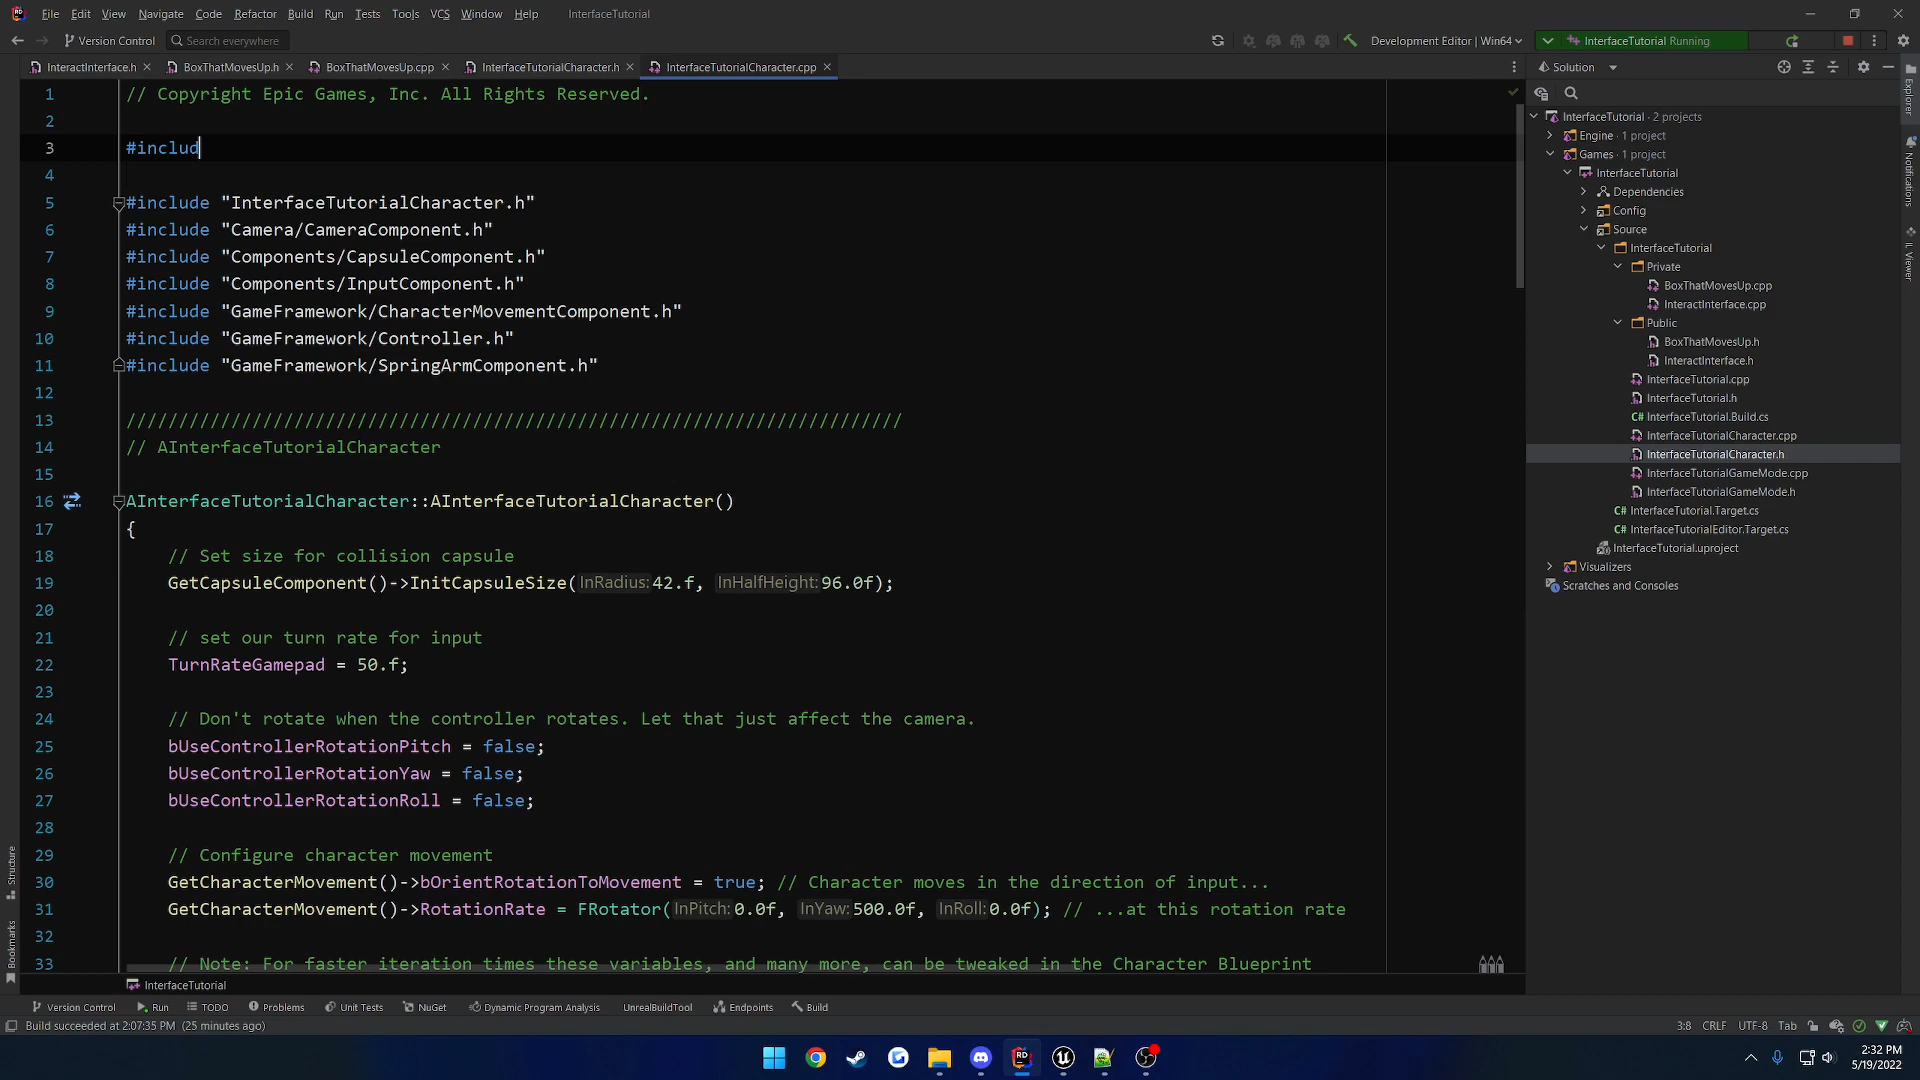 File Edit View Navigate Code Refactor Build Run Tests Tools VCS Window Help InterfaceTutorial
Version Control Search everywhere Development Editor | Win64 InterfaceTutorial Running
InteractInterface.h BoxThatMovesUp.h BoxThatMovesUp.cpp InterfaceTutorialCharacter.h InterfaceTutorialCharacter.cpp
1 // Copyright Epic Games, Inc. All Rights Reserved.
2
3 #includ
4
5 #include "InterfaceTutorialCharacter.h"
6 #include "Camera/CameraComponent.h"
7 #include "Components/CapsuleComponent.h"
8 #include "Components/InputComponent.h"
9 #include "GameFramework/CharacterMovementComponent.h"
10 #include "GameFramework/Controller.h"
11 #include "GameFramework/SpringArmComponent.h"
12
13 //////////////////////////////////////////////////////////////////////////
14 // AInterfaceTutorialCharacter
15
16 AInterfaceTutorialCharacter::AInterfaceTutorialCharacter()
17 {
18 // Set size for collision capsule
19 GetCapsuleComponent()->InitCapsuleSize(InRadius:42.f, InHalfHeight:96.0f);
20
21 // set our turn rate for input
22 TurnRateGamepad = 50.f;
23
24 // Don't rotate when the controller rotates. Let that just affect the camera.
25 bUseControllerRotationPitch = false;
26 bUseControllerRotationYaw = false;
27 bUseControllerRotationRoll = false;
28
29 // Configure character movement
30 GetCharacterMovement()->bOrientRotationToMovement = true; // Character moves in the direction of input...
31 GetCharacterMovement()->RotationRate = FRotator(InPitch:0.0f, InYaw:500.0f, InRoll:0.0f); // ...at this rotation rate
32
33 // Note: For faster iteration times these variables, and many more, can be tweaked in the Character Blueprint
Solution
InterfaceTutorial · 2 projects
Engine · 1 project
Games · 1 project
InterfaceTutorial
Dependencies
Config
Source
InterfaceTutorial
Private
BoxThatMovesUp.cpp
InteractInterface.cpp
Public
BoxThatMovesUp.h
InteractInterface.h
InterfaceTutorial.cpp
InterfaceTutorial.h
C# InterfaceTutorial.Build.cs
InterfaceTutorialCharacter.cpp
InterfaceTutorialCharacter.h
InterfaceTutorialGameMode.cpp
InterfaceTutorialGameMode.h
C# InterfaceTutorial.Target.cs
C# InterfaceTutorialEditor.Target.cs
InterfaceTutorial.uproject
Visualizers
Scratches and Consoles
Explorer
Notifications
IL Viewer
Structure
Bookmarks
InterfaceTutorial
Version Control Run TODO Problems Unit Tests NuGet Dynamic Program Analysis UnrealBuildTool Endpoints Build
Build succeeded at 2:07:35 PM (25 minutes ago) 3:8 CRLF UTF-8 Tab
2:32 PM
5/19/2022